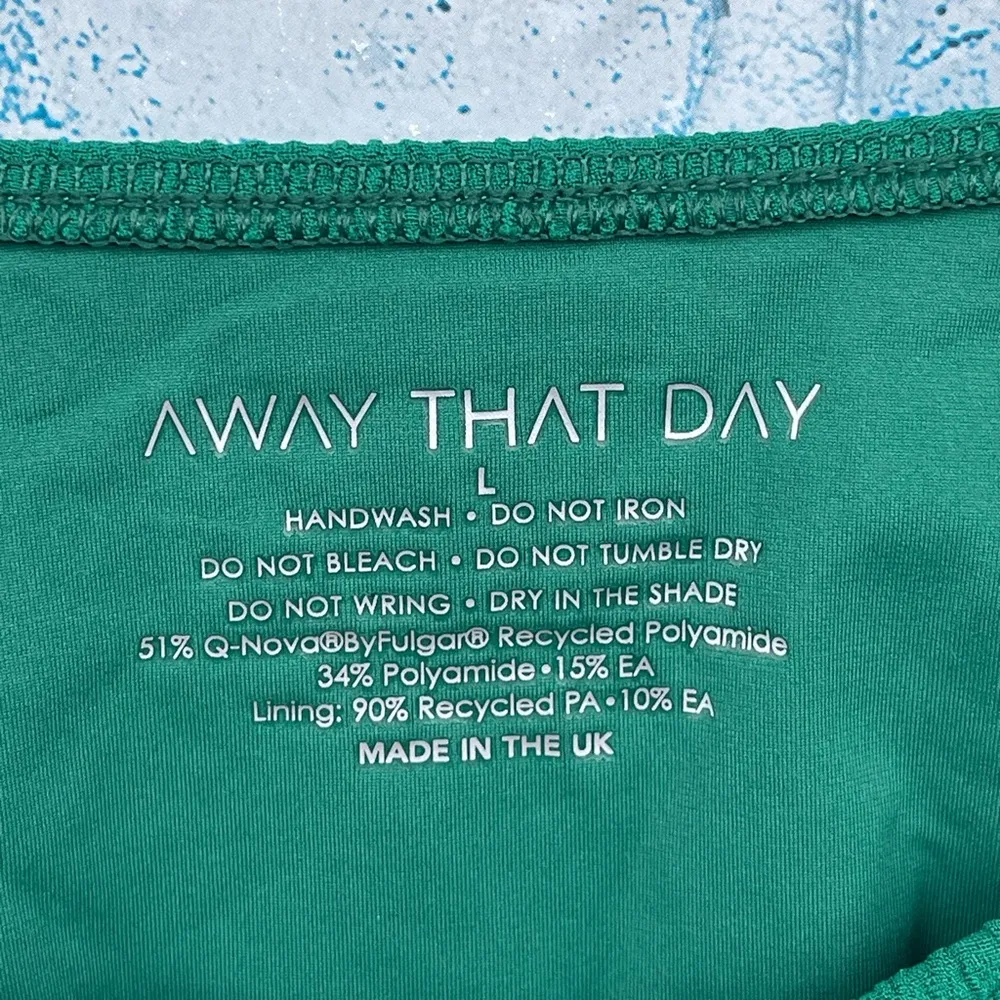 AWAY THAT DAY
L
HANDWASH • DO NOT IRON
DO NOT BLEACH • DO NOT TUMBLE DRY
DO NOT WRING • DRY IN THE SHADE
51% Q-Nova®ByFulgar® Recycled Polyamide
34% Polyamide•15% EA
Lining: 90% Recycled PA•10% EA
MADE IN THE UK